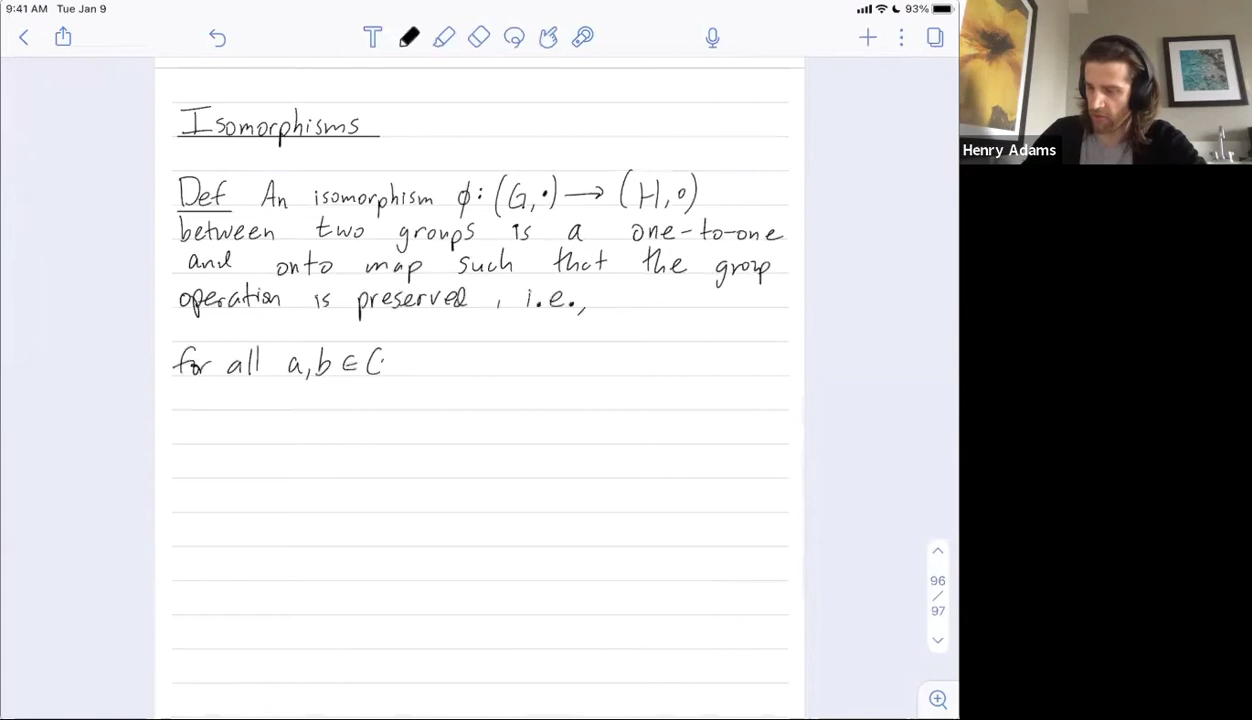 9:41 AM Tue Jan 9
93%
Isomorphisms
Def An isomorphism ϕ: (G, •) → (H, ∘)
between two groups is a one-to-one
and onto map such that the group
operation is preserved, i.e.,
for all a, b ∈ 
Henry Adams
96
/
97